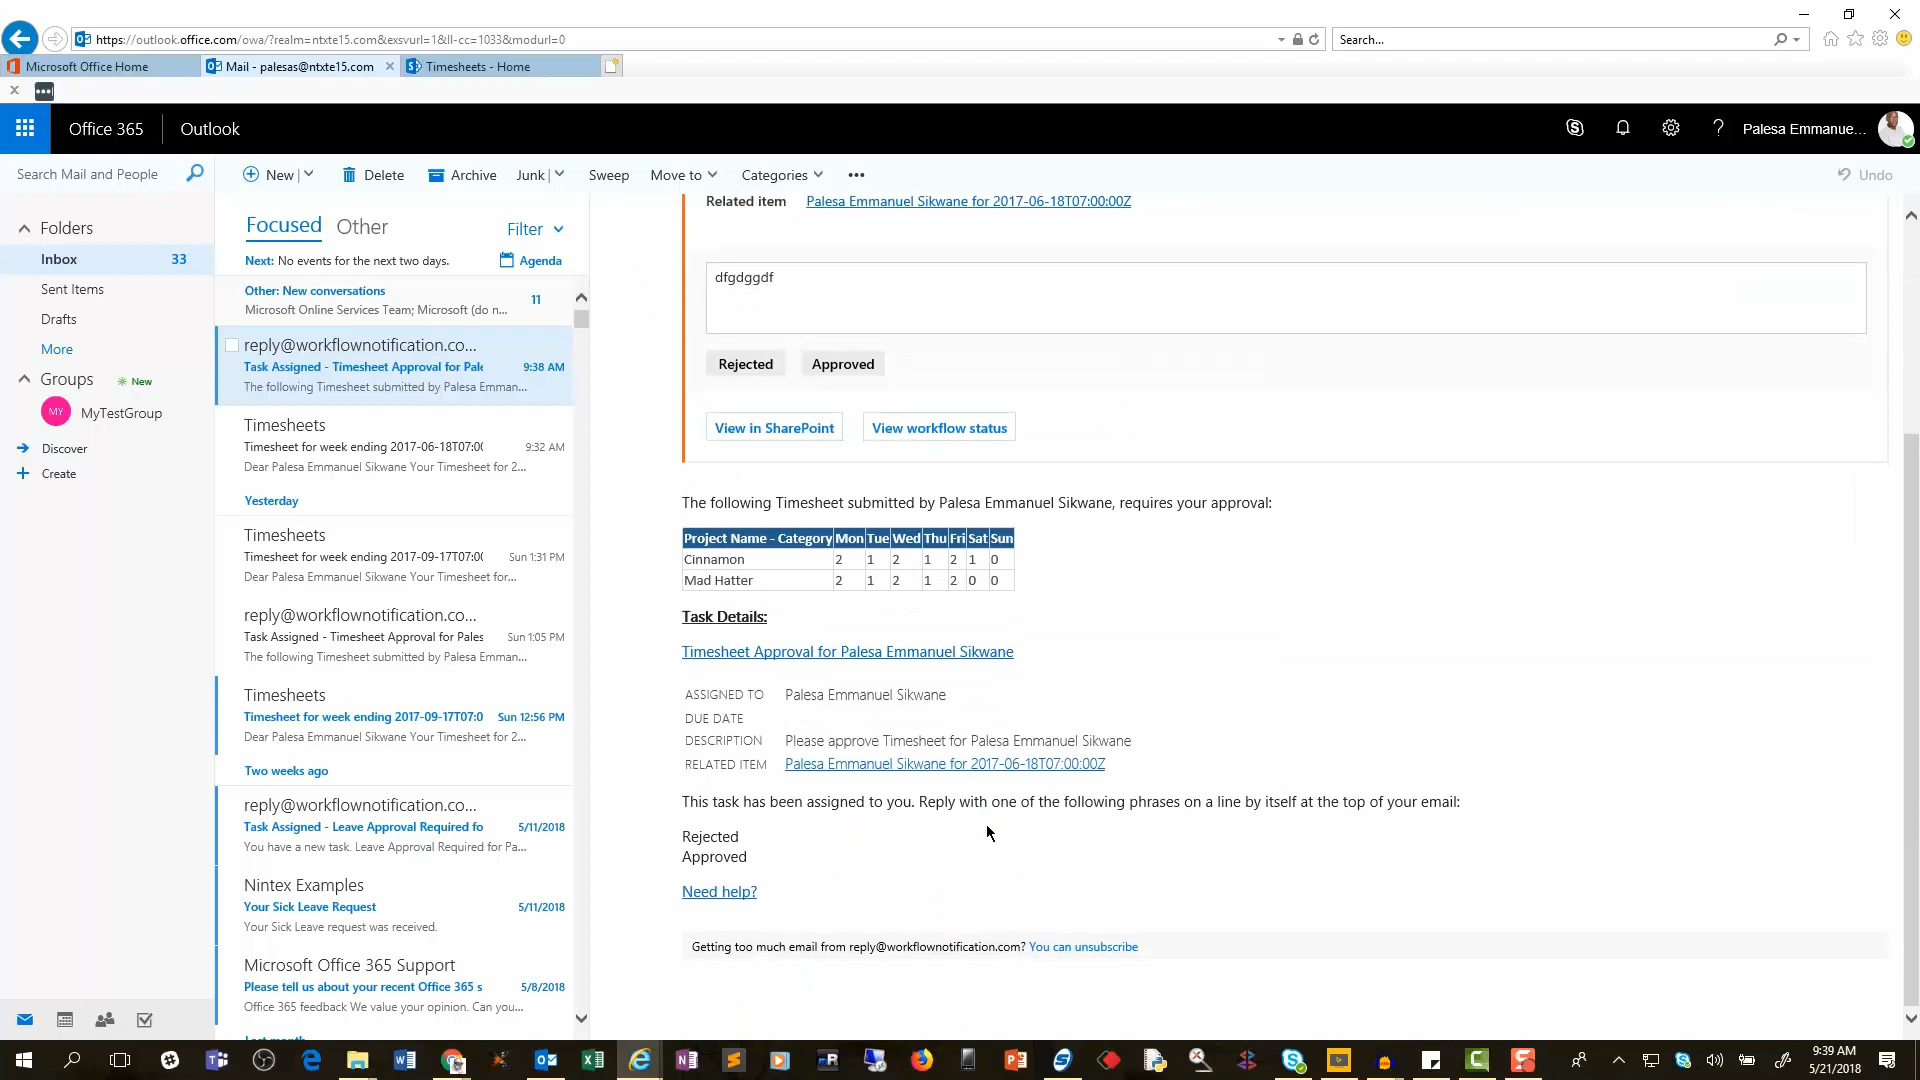 https://outlook.office.com/owa/?realm=ntxte15.com&exsvurl=1&ll-cc=1033&modurl=0
Search...
Microsoft Office Home
Mail - palesas@ntxte15.com
Timesheets - Home
Office 365
Outlook
Palesa Emmanue...
Search Mail and People
New
Delete
Archive
Junk
Sweep
Move to
Categories
Undo
Folders
Inbox 33
Sent Items
Drafts
More
Groups New
MY MyTestGroup
Discover
Create
Focused Other Filter
Next: No events for the next two days. Agenda
Other: New conversations 11
Microsoft Online Services Team; Microsoft (do n...
reply@workflownotification.co...
Task Assigned - Timesheet Approval for Pale 9:38 AM
The following Timesheet submitted by Palesa Emman...
Timesheets
Timesheet for week ending 2017-06-18T07:0( 9:32 AM
Dear Palesa Emmanuel Sikwane Your Timesheet for 2...
Yesterday
Timesheets
Timesheet for week ending 2017-09-17T07:0( Sun 1:31 PM
Dear Palesa Emmanuel Sikwane Your Timesheet for...
reply@workflownotification.co...
Task Assigned - Timesheet Approval for Pales Sun 1:05 PM
The following Timesheet submitted by Palesa Emman...
Timesheets
Timesheet for week ending 2017-09-17T07:0 Sun 12:56 PM
Dear Palesa Emmanuel Sikwane Your Timesheet for 2...
Two weeks ago
reply@workflownotification.co...
Task Assigned - Leave Approval Required fo 5/11/2018
You have a new task. Leave Approval Required for Pa...
Nintex Examples
Your Sick Leave Request 5/11/2018
Your Sick Leave request was received.
Microsoft Office 365 Support
Please tell us about your recent Office 365 s 5/8/2018
Office 365 feedback We value your opinion. Can you...
Related item Palesa Emmanuel Sikwane for 2017-06-18T07:00:00Z
dfgdggdf
Rejected Approved
View in SharePoint View workflow status
The following Timesheet submitted by Palesa Emmanuel Sikwane, requires your approval:
Project Name - Category Mon Tue Wed Thu Fri Sat Sun
Cinnamon 2 1 2 1 2 1 0
Mad Hatter 2 1 2 1 2 0 0
Task Details:
Timesheet Approval for Palesa Emmanuel Sikwane
ASSIGNED TO Palesa Emmanuel Sikwane
DUE DATE
DESCRIPTION Please approve Timesheet for Palesa Emmanuel Sikwane
RELATED ITEM Palesa Emmanuel Sikwane for 2017-06-18T07:00:00Z
This task has been assigned to you. Reply with one of the following phrases on a line by itself at the top of your email:
Rejected
Approved
Need help?
Getting too much email from reply@workflownotification.com? You can unsubscribe
9:39 AM
5/21/2018